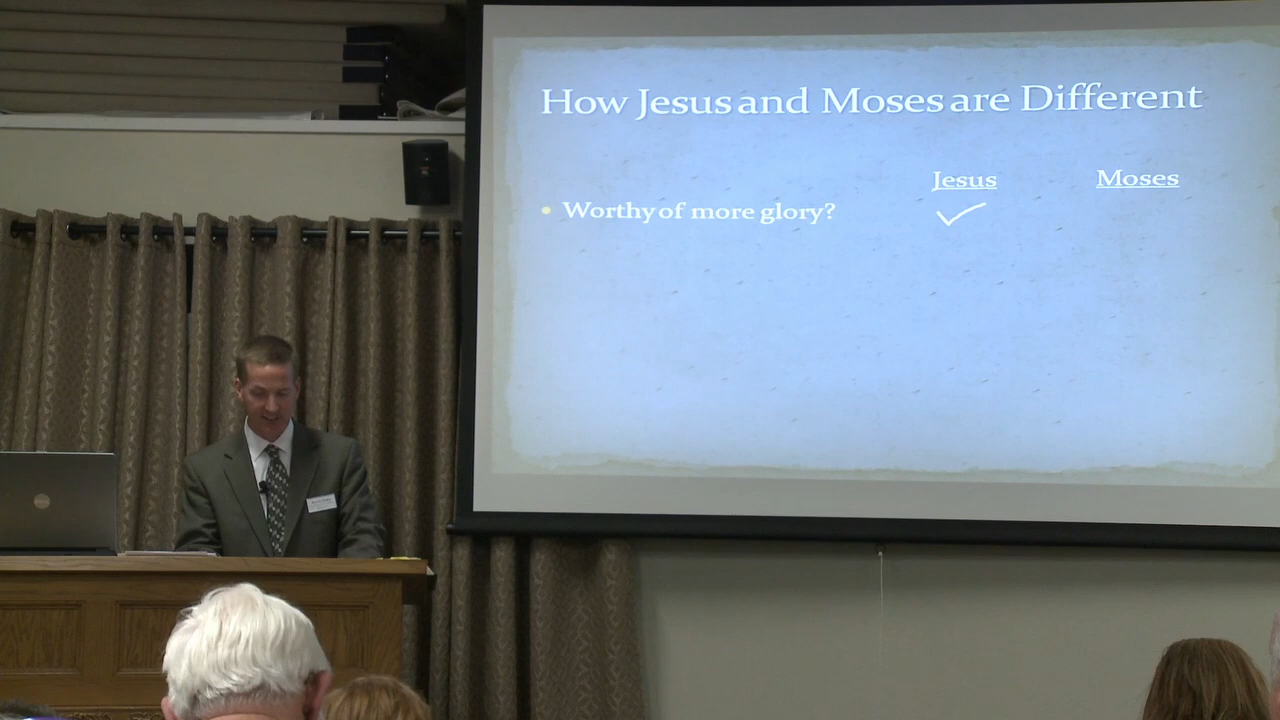 How Jesus and Moses are Different
Jesus Moses
• Worthy of more glory? ✓